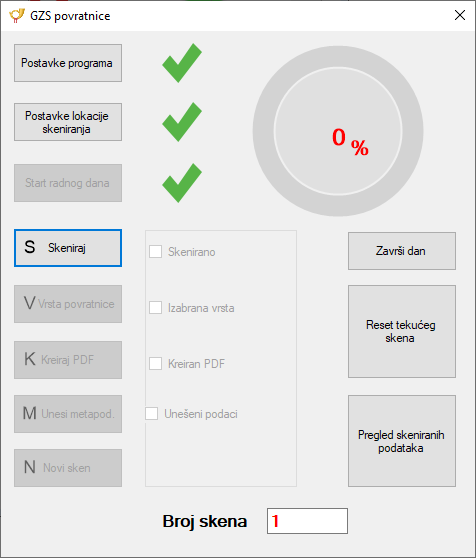 GZS povratnice
Postavke programa
Postavke lokacije
skeniranja
Start radnog dana
0 %
S Skeniraj
Skenirano
Završi dan
V Vrsta povratnice
Izabrana vrsta
Reset tekućeg
skena
K Kreiraj PDF
Kreiran PDF
M Unesi metapod.
Unešeni podaci
Pregled skeniranih
podataka
N Novi sken
Broj skena 1